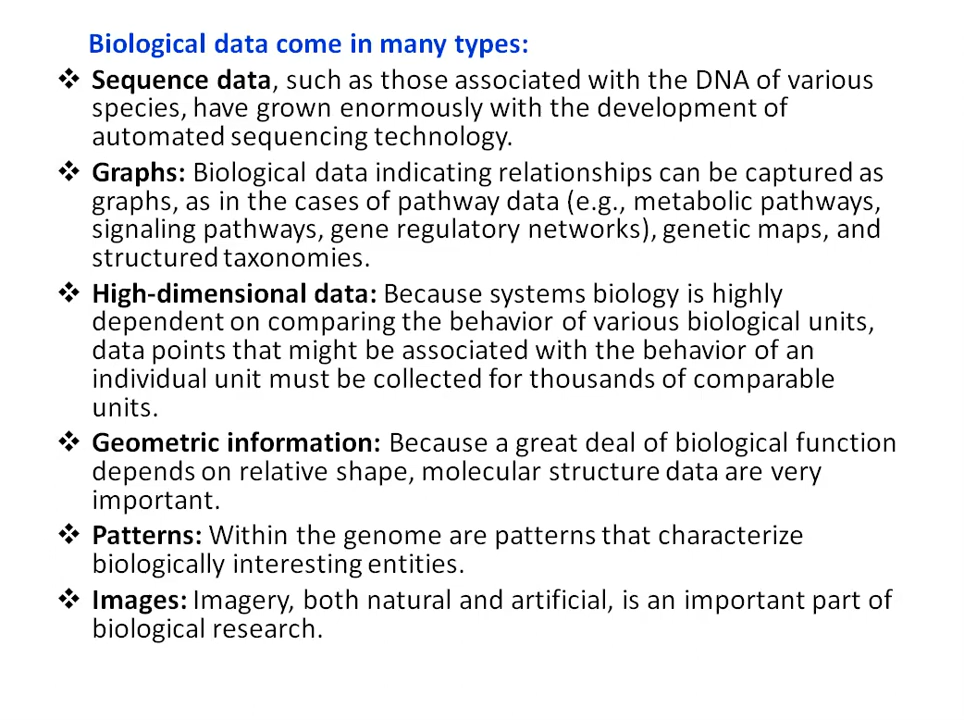 Biological data come in many types:
❖ Sequence data, such as those associated with the DNA of various
species, have grown enormously with the development of
automated sequencing technology.
❖ Graphs: Biological data indicating relationships can be captured as
graphs, as in the cases of pathway data (e.g., metabolic pathways,
signaling pathways, gene regulatory networks), genetic maps, and
structured taxonomies.
❖ High-dimensional data: Because systems biology is highly
dependent on comparing the behavior of various biological units,
data points that might be associated with the behavior of an
individual unit must be collected for thousands of comparable
units.
❖ Geometric information: Because a great deal of biological function
depends on relative shape, molecular structure data are very
important.
❖ Patterns: Within the genome are patterns that characterize
biologically interesting entities.
❖ Images: Imagery, both natural and artificial, is an important part of
biological research.